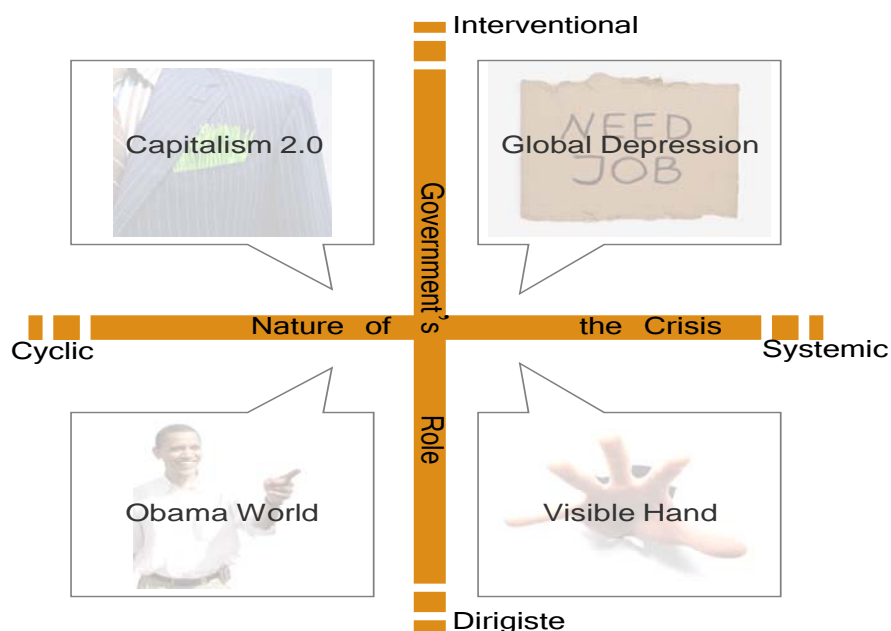 Interventional
Capitalism 2.0
NEED
Global Depression
JOB
Government's Role
Nature of the Crisis
Cyclic
Systemic
Obama World
Visible Hand
Dirigiste